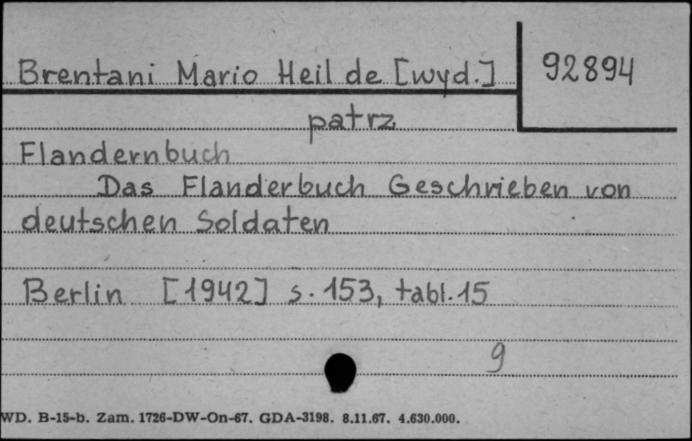 Brentani Mario Heil de [wyd.]
92894
patrz
Flandernbuch
Das Flanderbuch Geschrieben von
deutschen Soldaten
Berlin [1942] s. 153, tabl. 15
9
WD. B-15-b. Zam. 1726-DW-On-67. GDA-3198. 8.11.67. 4.630.000.